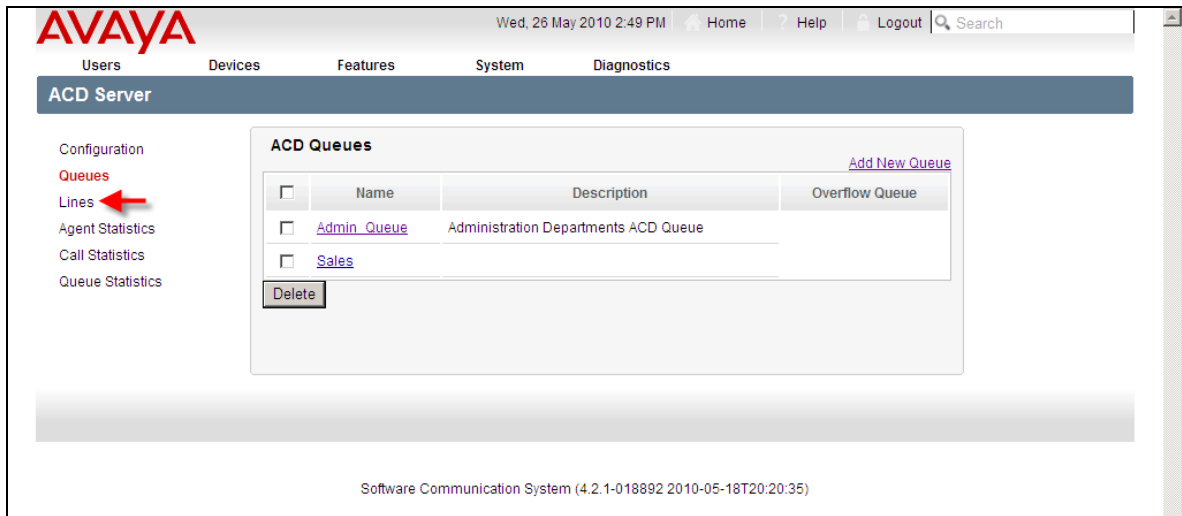 AVAYA
Wed, 26 May 2010 2:49 PM Home ? Help Logout Search
Users Devices Features System Diagnostics
ACD Server
Configuration
Queues
Lines
Agent Statistics
Call Statistics
Queue Statistics
ACD Queues
Add New Queue
Name Description Overflow Queue
Admin_Queue Administration Departments ACD Queue
Sales
Delete
Software Communication System (4.2.1-018892 2010-05-18T20:20:35)